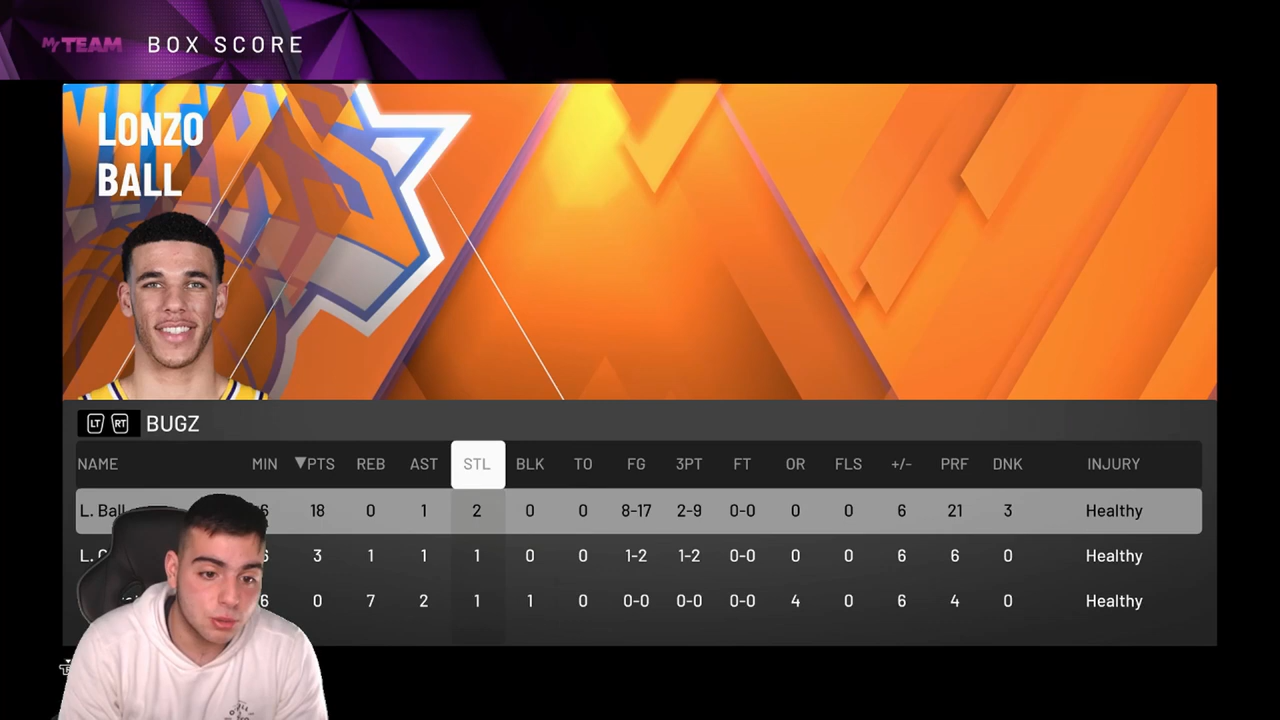 MyTEAM BOX SCORE
LONZO
BALL
LT RT BUGZ
NAME MIN ▼PTS REB AST STL BLK TO FG 3PT FT OR FLS +/- PRF DNK INJURY
L. Ball 6 18 0 1 2 0 0 8-17 2-9 0-0 0 0 6 21 3 Healthy
L. 6 3 1 1 1 0 0 1-2 1-2 0-0 0 0 6 6 0 Healthy
6 0 7 2 1 1 0 0-0 0-0 0-0 4 0 6 4 0 Healthy